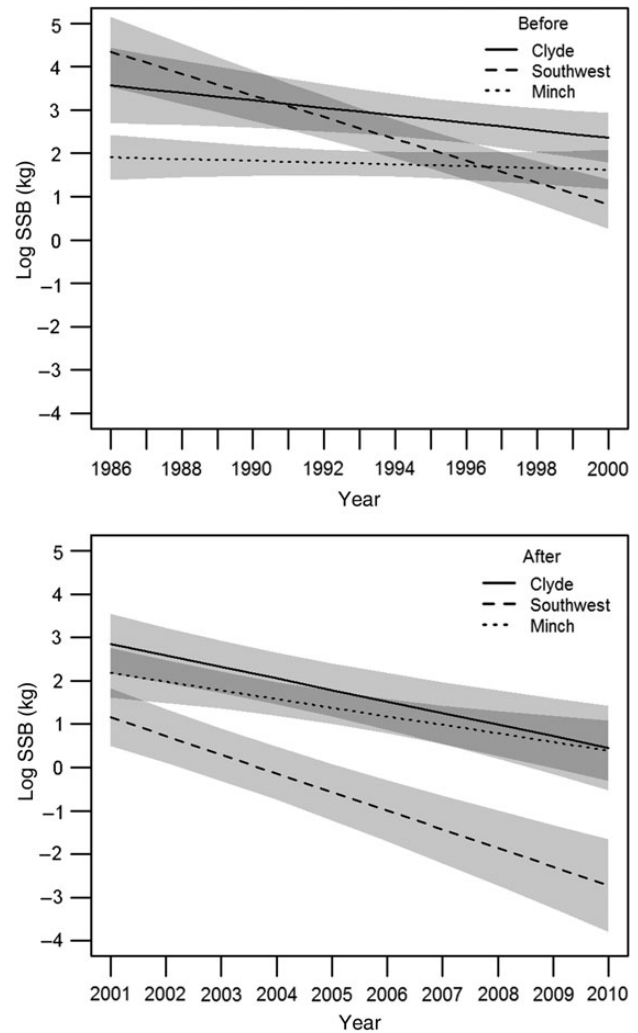 Before
Clyde
Southwest
Minch
5
4
3
2
1
0
−1
−2
−3
−4
Log SSB (kg)
1986 1988 1990 1992 1994 1996 1998 2000
Year
After
Clyde
Southwest
Minch
5
4
3
2
1
0
−1
−2
−3
−4
Log SSB (kg)
2001 2002 2003 2004 2005 2006 2007 2008 2009 2010
Year